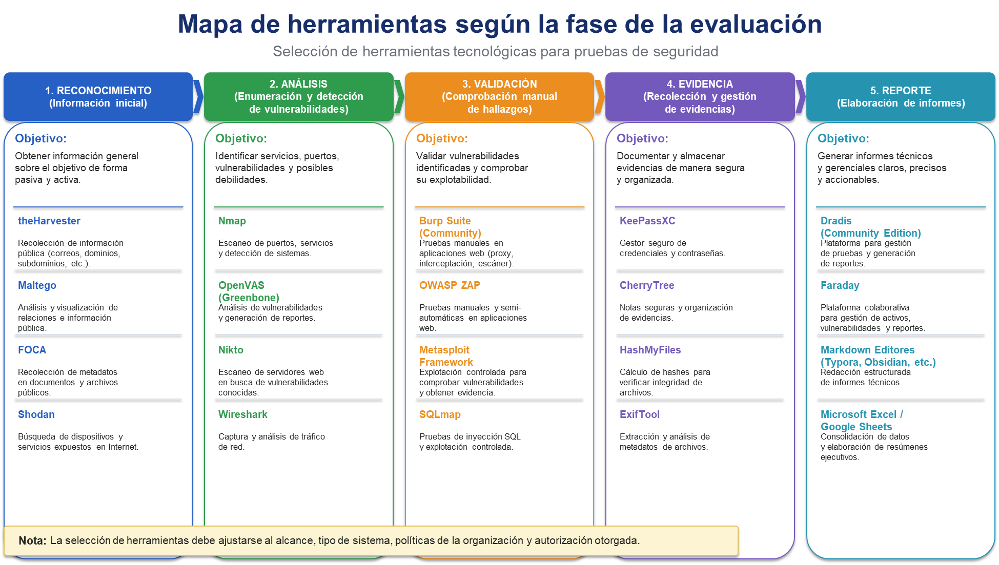 Mapa de herramientas según la fase de la evaluación
Selección de herramientas tecnológicas para pruebas de seguridad
1. RECONOCIMIENTO
(Información inicial)
Objetivo:
Obtener información general
sobre el objetivo de forma
pasiva y activa.
theHarvester
Recolección de información
pública (correos, dominios,
subdominios, etc.).
Maltego
Análisis y visualización de
relaciones e información
pública.
FOCA
Recolección de metadatos
en documentos y archivos
públicos.
Shodan
Búsqueda de dispositivos y
servicios expuestos en Internet.
2. ANÁLISIS
(Enumeración y detección
de vulnerabilidades)
Objetivo:
Identificar servicios, puertos,
vulnerabilidades y posibles
debilidades.
Nmap
Escaneo de puertos, servicios
y detección de sistemas.
OpenVAS
(Greenbone)
Análisis de vulnerabilidades
y generación de reportes.
Nikto
Escaneo de servidores web
en busca de vulnerabilidades
conocidas.
Wireshark
Captura y análisis de tráfico
de red.
3. VALIDACIÓN
(Comprobación manual
de hallazgos)
Objetivo:
Validar vulnerabilidades
identificadas y comprobar
su explotabilidad.
Burp Suite
(Community)
Pruebas manuales en
aplicaciones web (proxy,
interceptación, escáner).
OWASP ZAP
Pruebas manuales y semi-
automáticas en aplicaciones
web.
Metasploit
Framework
Explotación controlada para
comprobar vulnerabilidades
y obtener evidencia.
SQLmap
Pruebas de inyección SQL
y explotación controlada.
4. EVIDENCIA
(Recolección y gestión
de evidencias)
Objetivo:
Documentar y almacenar
evidencias de manera segura
y organizada.
KeePassXC
Gestor seguro de
credenciales y contraseñas.
CherryTree
Notas seguras y organización
de evidencias.
HashMyFiles
Cálculo de hashes para
verificar integridad de
archivos.
ExifTool
Extracción y análisis de
metadatos de archivos.
5. REPORTE
(Elaboración de informes)
Objetivo:
Generar informes técnicos
y gerenciales claros, precisos
y accionables.
Dradis
(Community Edition)
Plataforma para gestión
de pruebas y generación
de reportes.
Faraday
Plataforma colaborativa
para gestión de activos,
vulnerabilidades y reportes.
Markdown Editores
(Typora, Obsidian, etc.)
Redacción estructurada
de informes técnicos.
Microsoft Excel /
Google Sheets
Consolidación de datos
y elaboración de resúmenes
ejecutivos.
Nota: La selección de herramientas debe ajustarse al alcance, tipo de sistema, políticas de la organización y autorización otorgada.